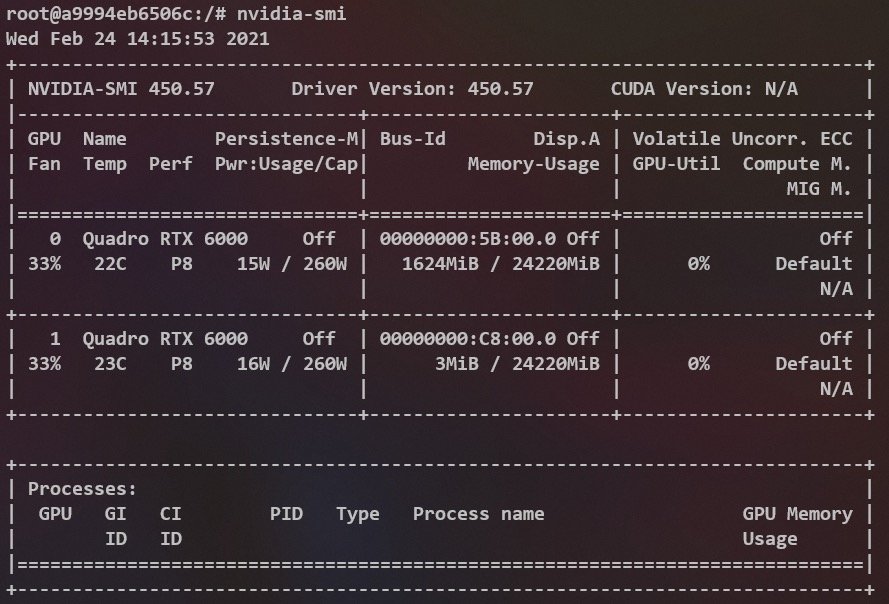 root@a9994eb6506c:/# nvidia-smi
Wed Feb 24 14:15:53 2021
+-----------------------------------------------------------------------------+
| NVIDIA-SMI 450.57       Driver Version: 450.57       CUDA Version: N/A      |
|-------------------------------+----------------------+----------------------+
| GPU  Name        Persistence-M| Bus-Id        Disp.A | Volatile Uncorr. ECC |
| Fan  Temp  Perf  Pwr:Usage/Cap|         Memory-Usage | GPU-Util  Compute M. |
|                               |                      |               MIG M. |
|===============================+======================+======================|
|   0  Quadro RTX 6000     Off  | 00000000:5B:00.0 Off |                  Off |
| 33%   22C    P8    15W / 260W |   1624MiB / 24220MiB |      0%      Default |
|                               |                      |                  N/A |
+-------------------------------+----------------------+----------------------+
|   1  Quadro RTX 6000     Off  | 00000000:C8:00.0 Off |                  Off |
| 33%   23C    P8    16W / 260W |      3MiB / 24220MiB |      0%      Default |
|                               |                      |                  N/A |
+-------------------------------+----------------------+----------------------+

+-----------------------------------------------------------------------------+
| Processes:                                                                  |
|  GPU   GI   CI        PID   Type   Process name                  GPU Memory |
|        ID   ID                                                   Usage      |
|=============================================================================|
+-----------------------------------------------------------------------------+